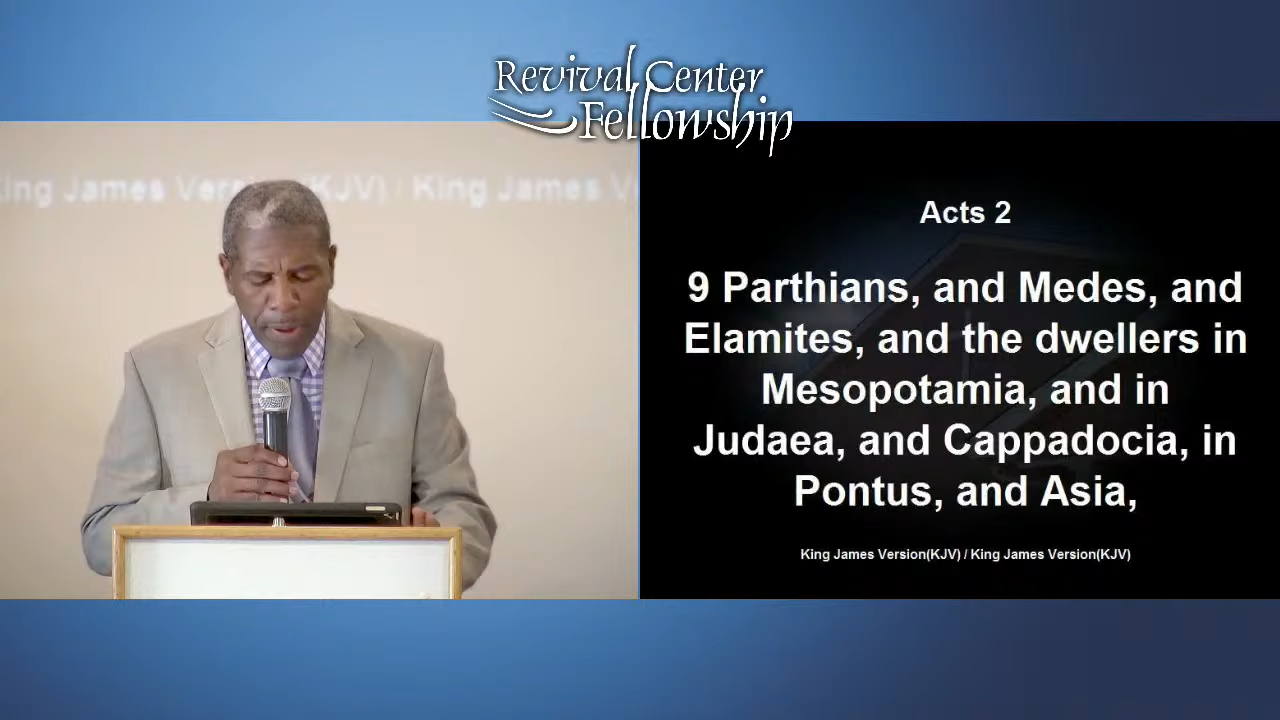 Revival Center
Fellowship
King James Version(KJV) / King James V
Acts 2
9 Parthians, and Medes, and
Elamites, and the dwellers in
Mesopotamia, and in
Judaea, and Cappadocia, in
Pontus, and Asia,
King James Version(KJV) / King James Version(KJV)